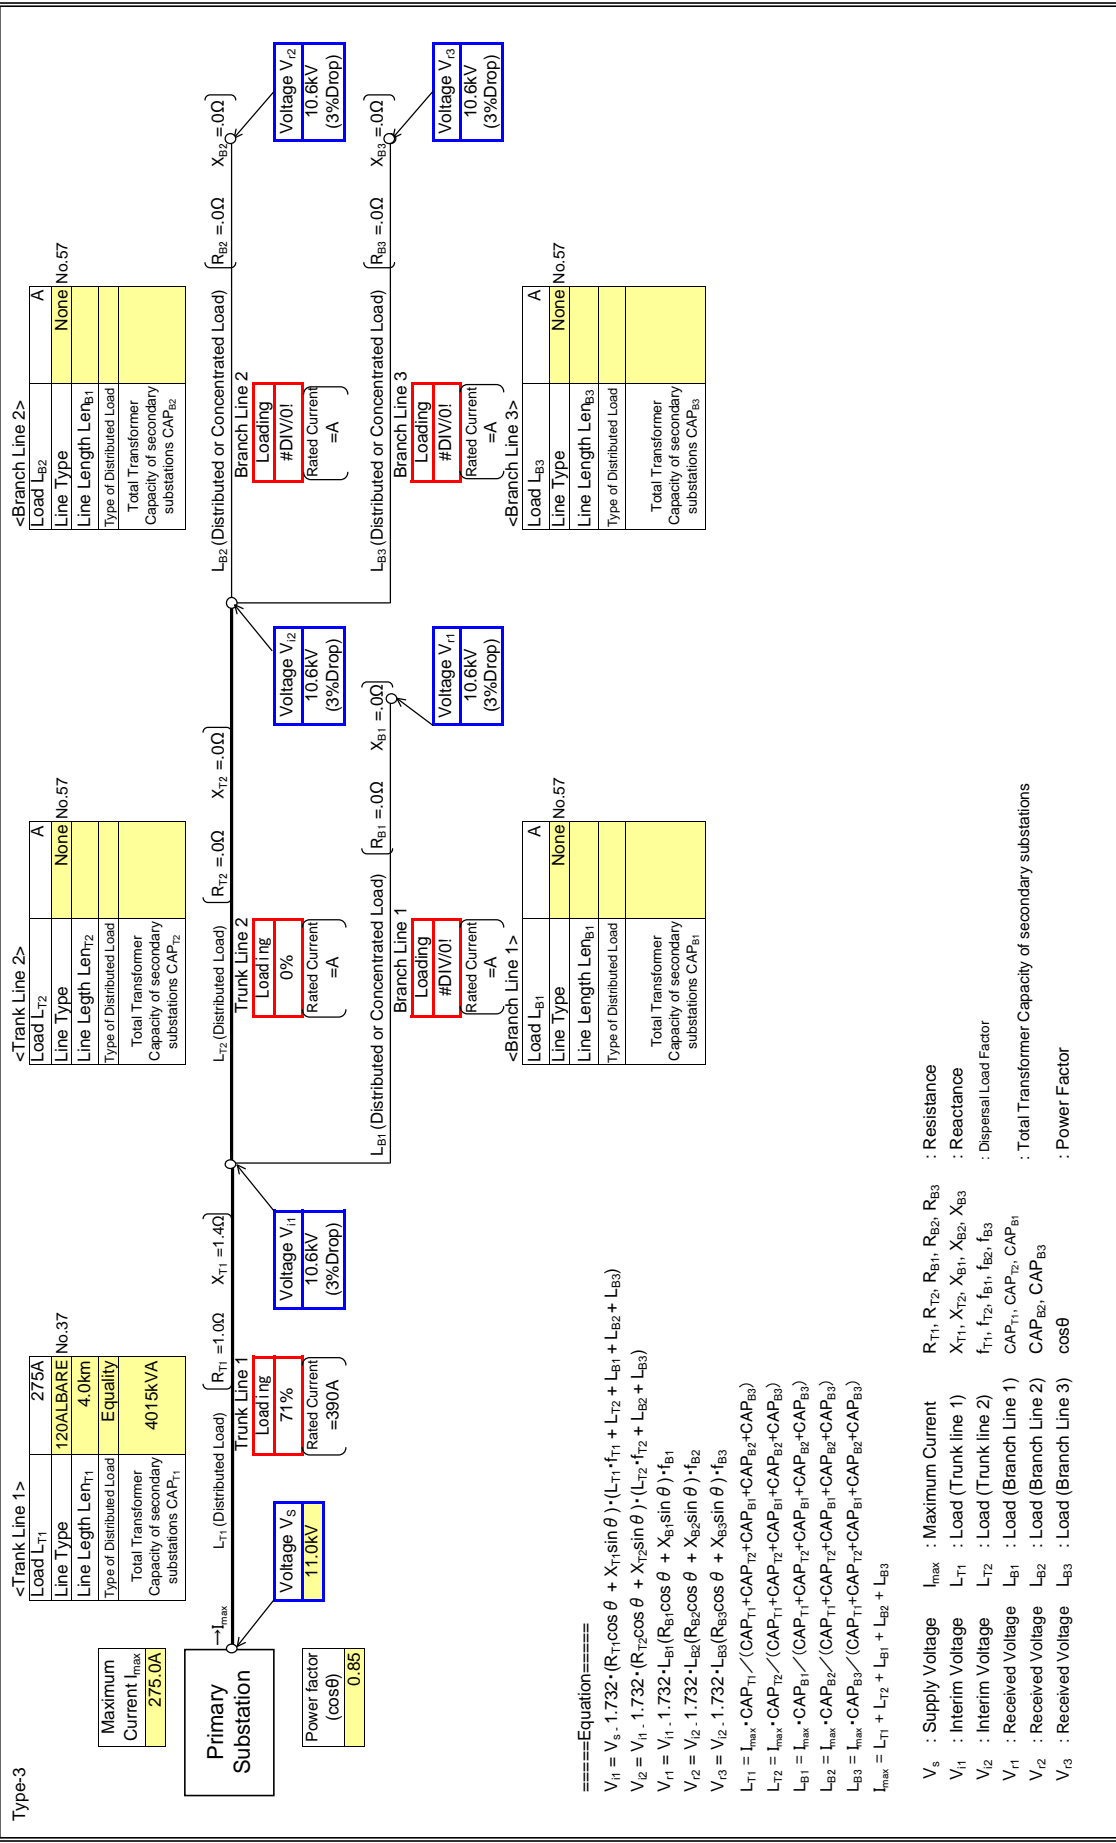 Type-3
Maximum
Current Imax
275.0A
Primary
Substation
→Imax
Power factor
(cosθ)
0.85
Voltage VS
11.0kV
<Trank Line 1>
Load LT1 275A
Line Type 120ALBARE No.37
Line Legth LenT1 4.0km
Type of Distributed Load Equality
Total Transformer
Capacity of secondary
substations CAPT1
4015kVA
LT1 (Distributed Load)
RT1 =1.0Ω XT1 =1.4Ω
Trunk Line 1
Loading
71%
Rated Current
=390A
Voltage Vi1
10.6kV
(3%Drop)
<Trank Line 2>
Load LT2 A
Line Type None No.57
Line Legth LenT2
Type of Distributed Load
Total Transformer
Capacity of secondary
substations CAPT2
LT2 (Distributed Load)
RT2 =.0Ω XT2 =.0Ω
Trunk Line 2
Loading
0%
Rated Current
=A
Voltage Vi2
10.6kV
(3%Drop)
LB1 (Distributed or Concentrated Load)
RB1 =.0Ω XB1 =.0Ω
Branch Line 1
Loading
#DIV/0!
Rated Current
=A
Voltage Vr1
10.6kV
(3%Drop)
<Branch Line 1>
Load LB1 A
Line Type None No.57
Line Length LenB1
Type of Distributed Load
Total Transformer
Capacity of secondary
substations CAPB1
<Branch Line 2>
Load LB2 A
Line Type None No.57
Line Length LenB1
Type of Distributed Load
Total Transformer
Capacity of secondary
substations CAPB2
LB2 (Distributed or Concentrated Load)
RB2 =.0Ω XB2 =.0Ω
Branch Line 2
Loading
#DIV/0!
Rated Current
=A
Voltage Vr2
10.6kV
(3%Drop)
LB3 (Distributed or Concentrated Load)
RB3 =.0Ω XB3 =.0Ω
Branch Line 3
Loading
#DIV/0!
Rated Current
=A
Voltage Vr3
10.6kV
(3%Drop)
<Branch Line 3>
Load LB3 A
Line Type None No.57
Line Length LenB3
Type of Distributed Load
Total Transformer
Capacity of secondary
substations CAPB3
=====Equation=====
Vi1 = Vs - 1.732・(RT1cos θ + XT1sin θ)・(LT1・fT1 + LT2 + LB1 + LB2 + LB3)
Vi2 = Vi1 - 1.732・(RT2cos θ + XT2sin θ)・(LT2・fT2 + LB2 + LB3)
Vr1 = Vi1 - 1.732・LB1(RB1cos θ + XB1sin θ)・fB1
Vr2 = Vi2 - 1.732・LB2(RB2cos θ + XB2sin θ)・fB2
Vr3 = Vi2 - 1.732・LB3(RB3cos θ + XB3sin θ)・fB3
LT1 = Imax・CAPT1／(CAPT1+CAPT2+CAPB1+CAPB2+CAPB3)
LT2 = Imax・CAPT2／(CAPT1+CAPT2+CAPB1+CAPB2+CAPB3)
LB1 = Imax・CAPB1／(CAPT1+CAPT2+CAPB1+CAPB2+CAPB3)
LB2 = Imax・CAPB2／(CAPT1+CAPT2+CAPB1+CAPB2+CAPB3)
LB3 = Imax・CAPB3／(CAPT1+CAPT2+CAPB1+CAPB2+CAPB3)
Imax = LT1 + LT2 + LB1 + LB2 + LB3
Vs : Supply Voltage Imax : Maximum Current RT1, RT2, RB1, RB2, RB3 : Resistance
Vi1 : Interim Voltage LT1 : Load (Trunk line 1) XT1, XT2, XB1, XB2, XB3 : Reactance
Vi2 : Interim Voltage LT2 : Load (Trunk line 2) fT1, fT2, fB1, fB2, fB3 : Dispersal Load Factor
Vr1 : Received Voltage LB1 : Load (Branch Line 1) CAPT1, CAPT2, CAPB1
Vr2 : Received Voltage LB2 : Load (Branch Line 2) CAPB2, CAPB3 : Total Transformer Capacity of secondary substations
Vr3 : Received Voltage LB3 : Load (Branch Line 3) cosθ : Power Factor